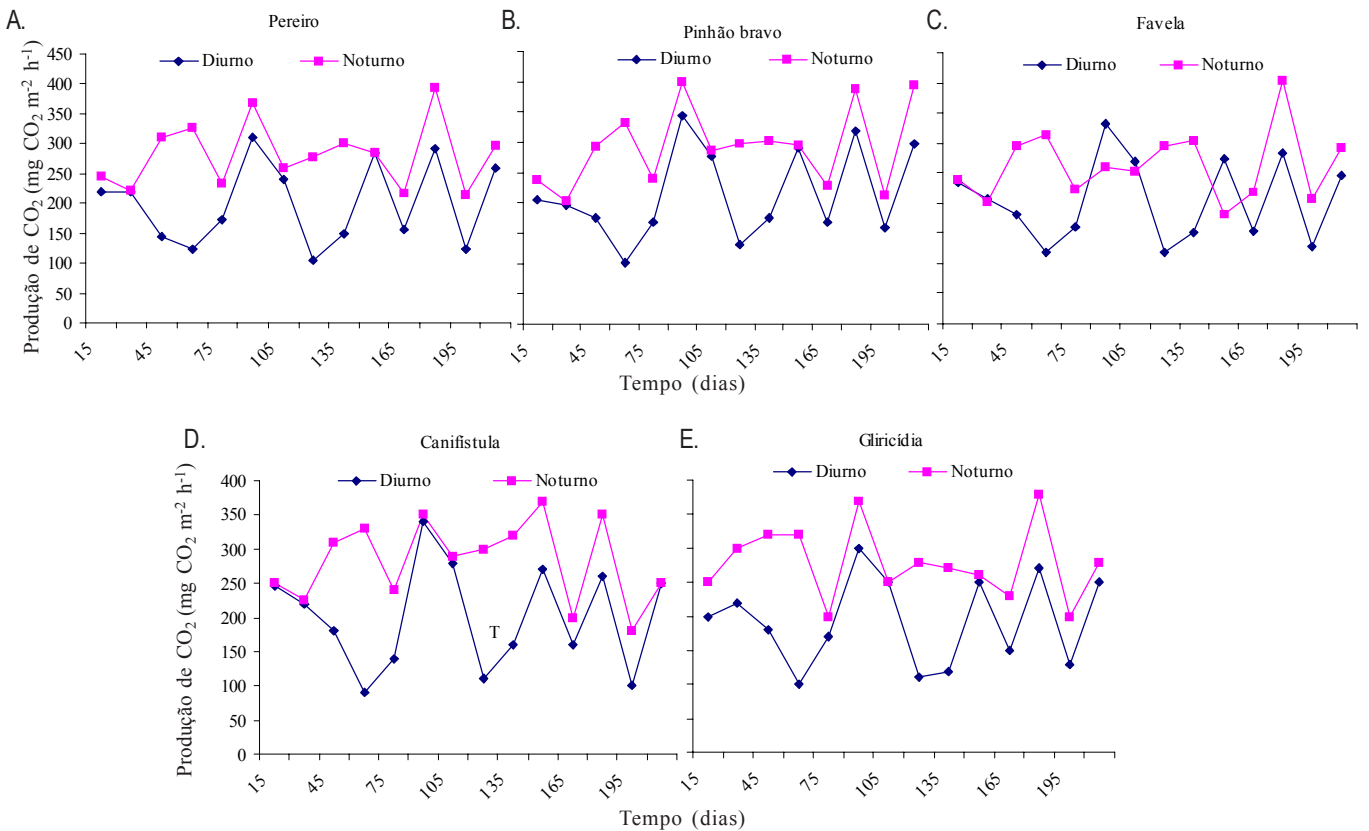 A.
Pereiro
Diurno
Noturno
Produção de CO2 (mg CO2 m-2 h-1)
450
400
350
300
250
200
150
100
50
0
15
45
75
105
135
165
195
B.
Pinhão bravo
Diurno
Noturno
15
45
75
105
135
165
195
Tempo (dias)
C.
Favela
Diurno
Noturno
15
45
75
105
135
165
195
D.
Canifístula
Diurno
Noturno
Produção de CO2 (mg CO2 m-2 h-1)
400
350
300
250
200
150
100
50
0
T
15
45
75
105
135
165
195
E.
Gliricídia
Diurno
Noturno
15
45
75
105
135
165
195
Tempo (dias)